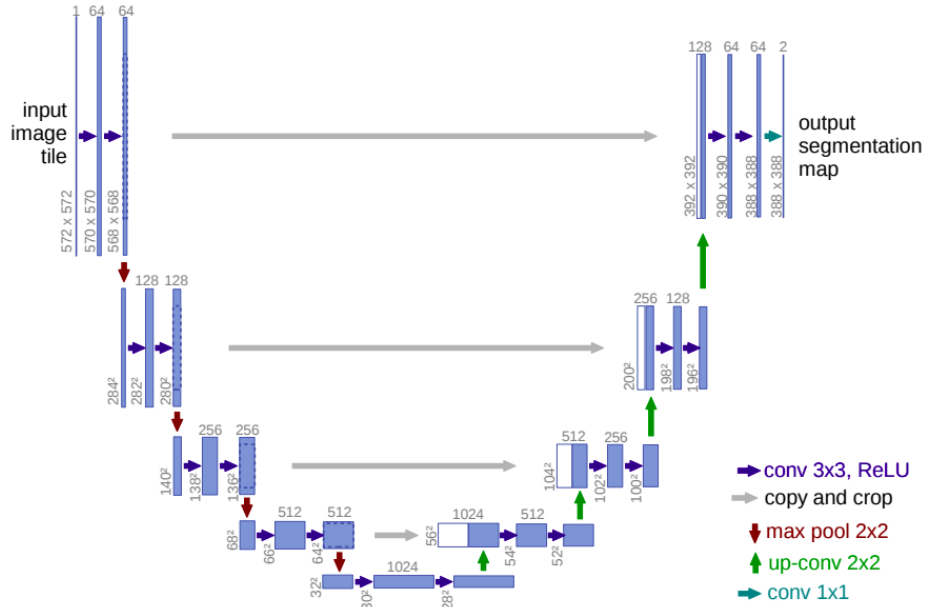 1 64 64
128 64 64 2
input
image
tile
output
segmentation
map
572 x 572
570 x 570
568 x 568
392 x 392
390 x 390
388 x 388
388 x 388
128 128
256 128
284²
282²
280²
200²
198²
196²
256 256
512 256
140²
138²
136²
104²
102²
100²
conv 3x3, ReLU
copy and crop
max pool 2x2
up-conv 2x2
conv 1x1
512 512
1024 512
68²
66²
64²
56²
54²
52²
1024
32²
30²
28²